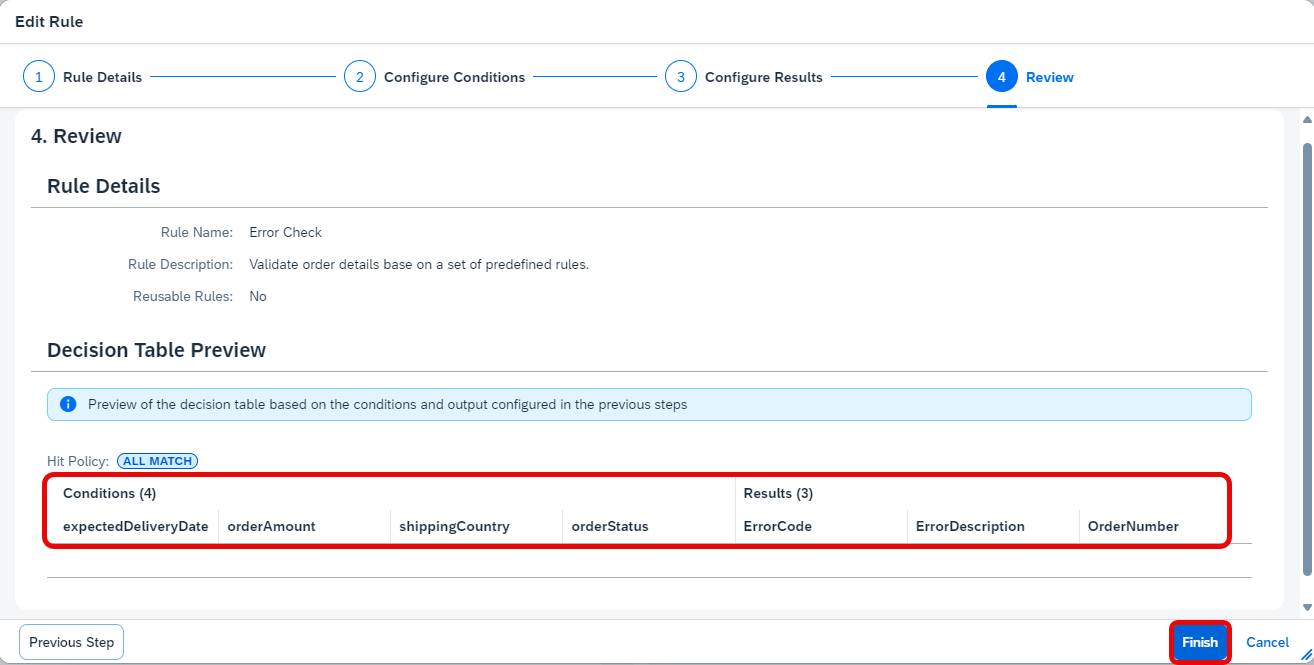 Edit Rule
1 Rule Details 2 Configure Conditions 3 Configure Results 4 Review
4. Review
Rule Details
Rule Name: Error Check
Rule Description: Validate order details base on a set of predefined rules.
Reusable Rules: No
Decision Table Preview
Preview of the decision table based on the conditions and output configured in the previous steps
Hit Policy: ALL MATCH
Conditions (4) Results (3)
expectedDeliveryDate orderAmount shippingCountry orderStatus ErrorCode ErrorDescription OrderNumber
Previous Step Finish Cancel